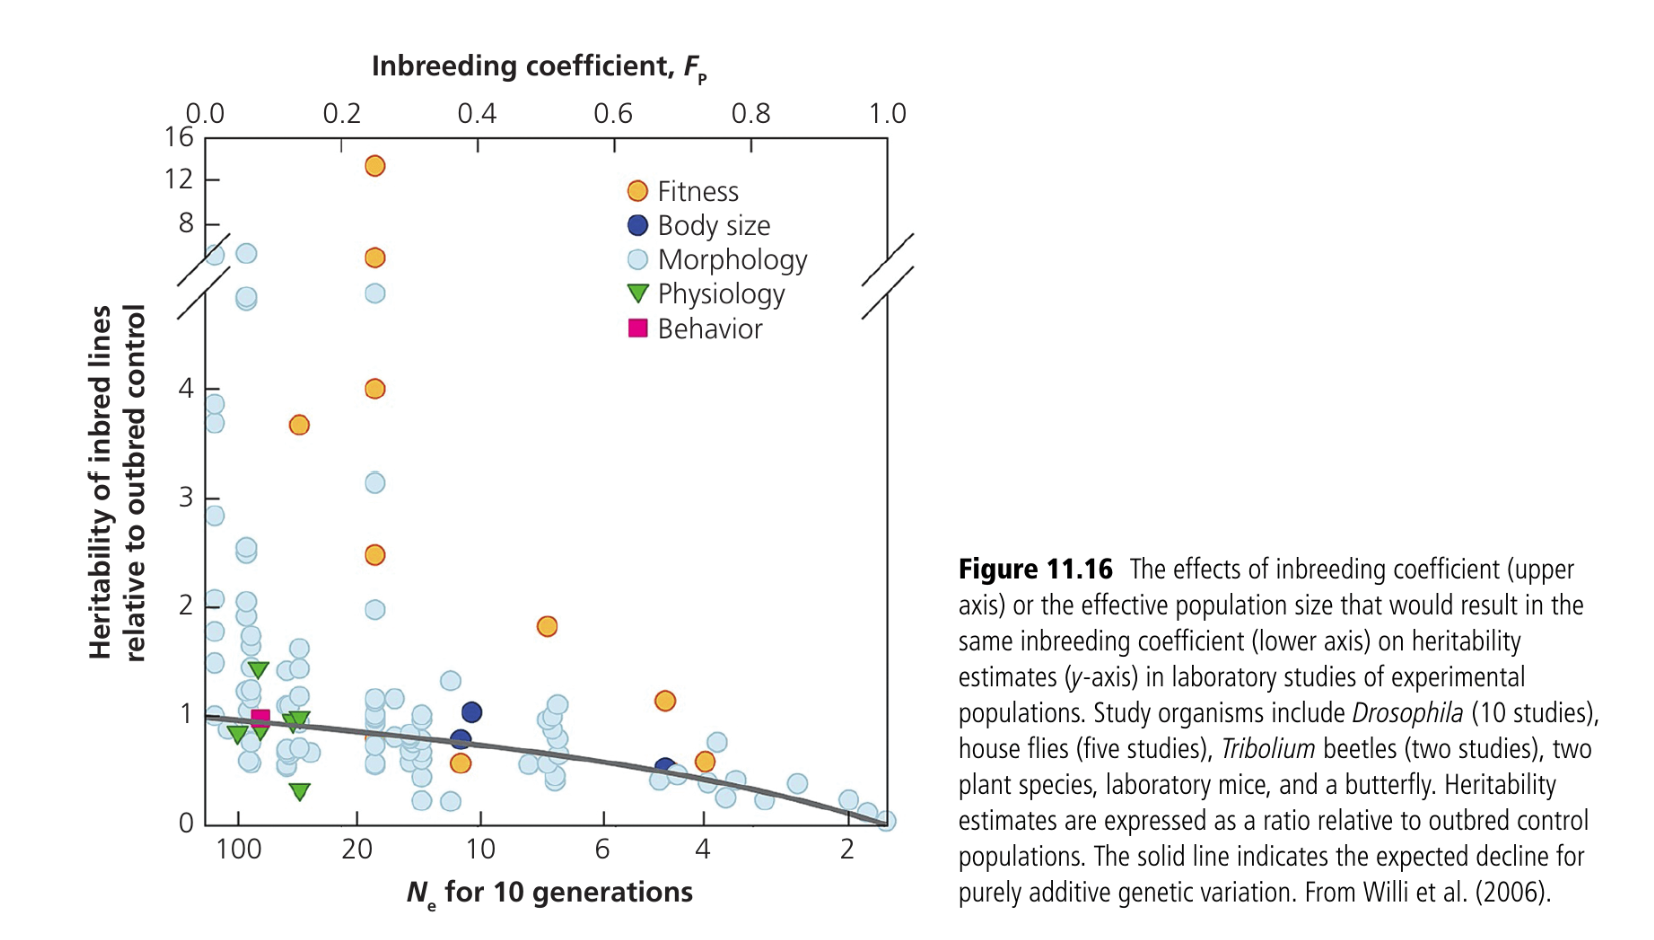 Inbreeding coefficient, Fp
0.0 0.2 0.4 0.6 0.8 1.0
16
12
8
4
3
2
1
0
Heritability of inbred lines
relative to outbred control
Fitness
Body size
Morphology
Physiology
Behavior
100 20 10 6 4 2
Ne for 10 generations
Figure 11.16 The effects of inbreeding coefficient (upper
axis) or the effective population size that would result in the
same inbreeding coefficient (lower axis) on heritability
estimates (y-axis) in laboratory studies of experimental
populations. Study organisms include Drosophila (10 studies),
house flies (five studies), Tribolium beetles (two studies), two
plant species, laboratory mice, and a butterfly. Heritability
estimates are expressed as a ratio relative to outbred control
populations. The solid line indicates the expected decline for
purely additive genetic variation. From Willi et al. (2006).